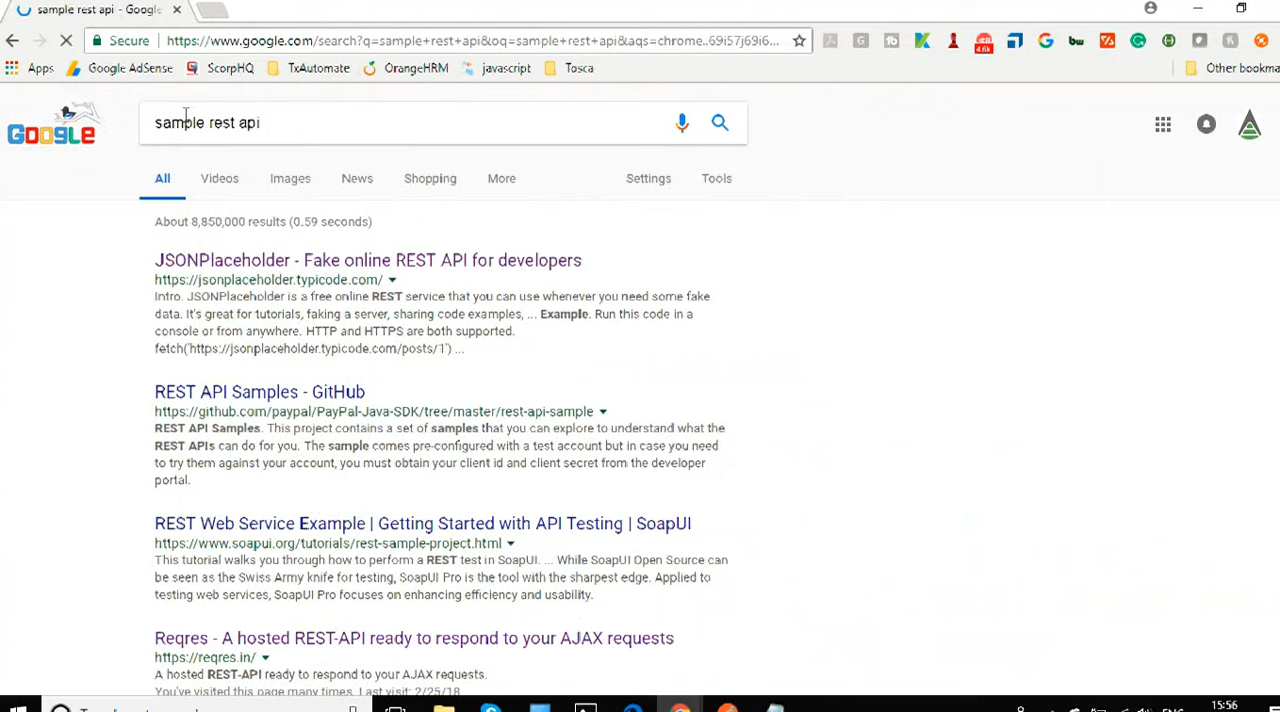 sample rest api - Google
Secure https://www.google.com/search?q=sample+rest+api&oq=sample+rest+api&aqs=chrome..69i57j69i6...
Apps Google AdSense ScorpHQ TxAutomate OrangeHRM javascript Tosca Other bookma
Google sample rest api
All Videos Images News Shopping More Settings Tools
About 8,850,000 results (0.59 seconds)
JSONPlaceholder - Fake online REST API for developers
https://jsonplaceholder.typicode.com/
Intro. JSONPlaceholder is a free online REST service that you can use whenever you need some fake
data. It's great for tutorials, faking a server, sharing code examples, ... Example. Run this code in a
console or from anywhere. HTTP and HTTPS are both supported.
fetch('https://jsonplaceholder.typicode.com/posts/1') ...
REST API Samples - GitHub
https://github.com/paypal/PayPal-Java-SDK/tree/master/rest-api-sample
REST API Samples. This project contains a set of samples that you can explore to understand what the
REST APIs can do for you. The sample comes pre-configured with a test account but in case you need
to try them against your account, you must obtain your client id and client secret from the developer
portal.
REST Web Service Example | Getting Started with API Testing | SoapUI
https://www.soapui.org/tutorials/rest-sample-project.html
This tutorial walks you through how to perform a REST test in SoapUI. ... While SoapUI Open Source can
be seen as the Swiss Army knife for testing, SoapUI Pro is the tool with the sharpest edge. Applied to
testing web services, SoapUI Pro focuses on enhancing efficiency and usability.
Reqres - A hosted REST-API ready to respond to your AJAX requests
https://reqres.in/
A hosted REST-API ready to respond to your AJAX requests.
You've visited this page many times. Last visit: 2/25/18
15:56